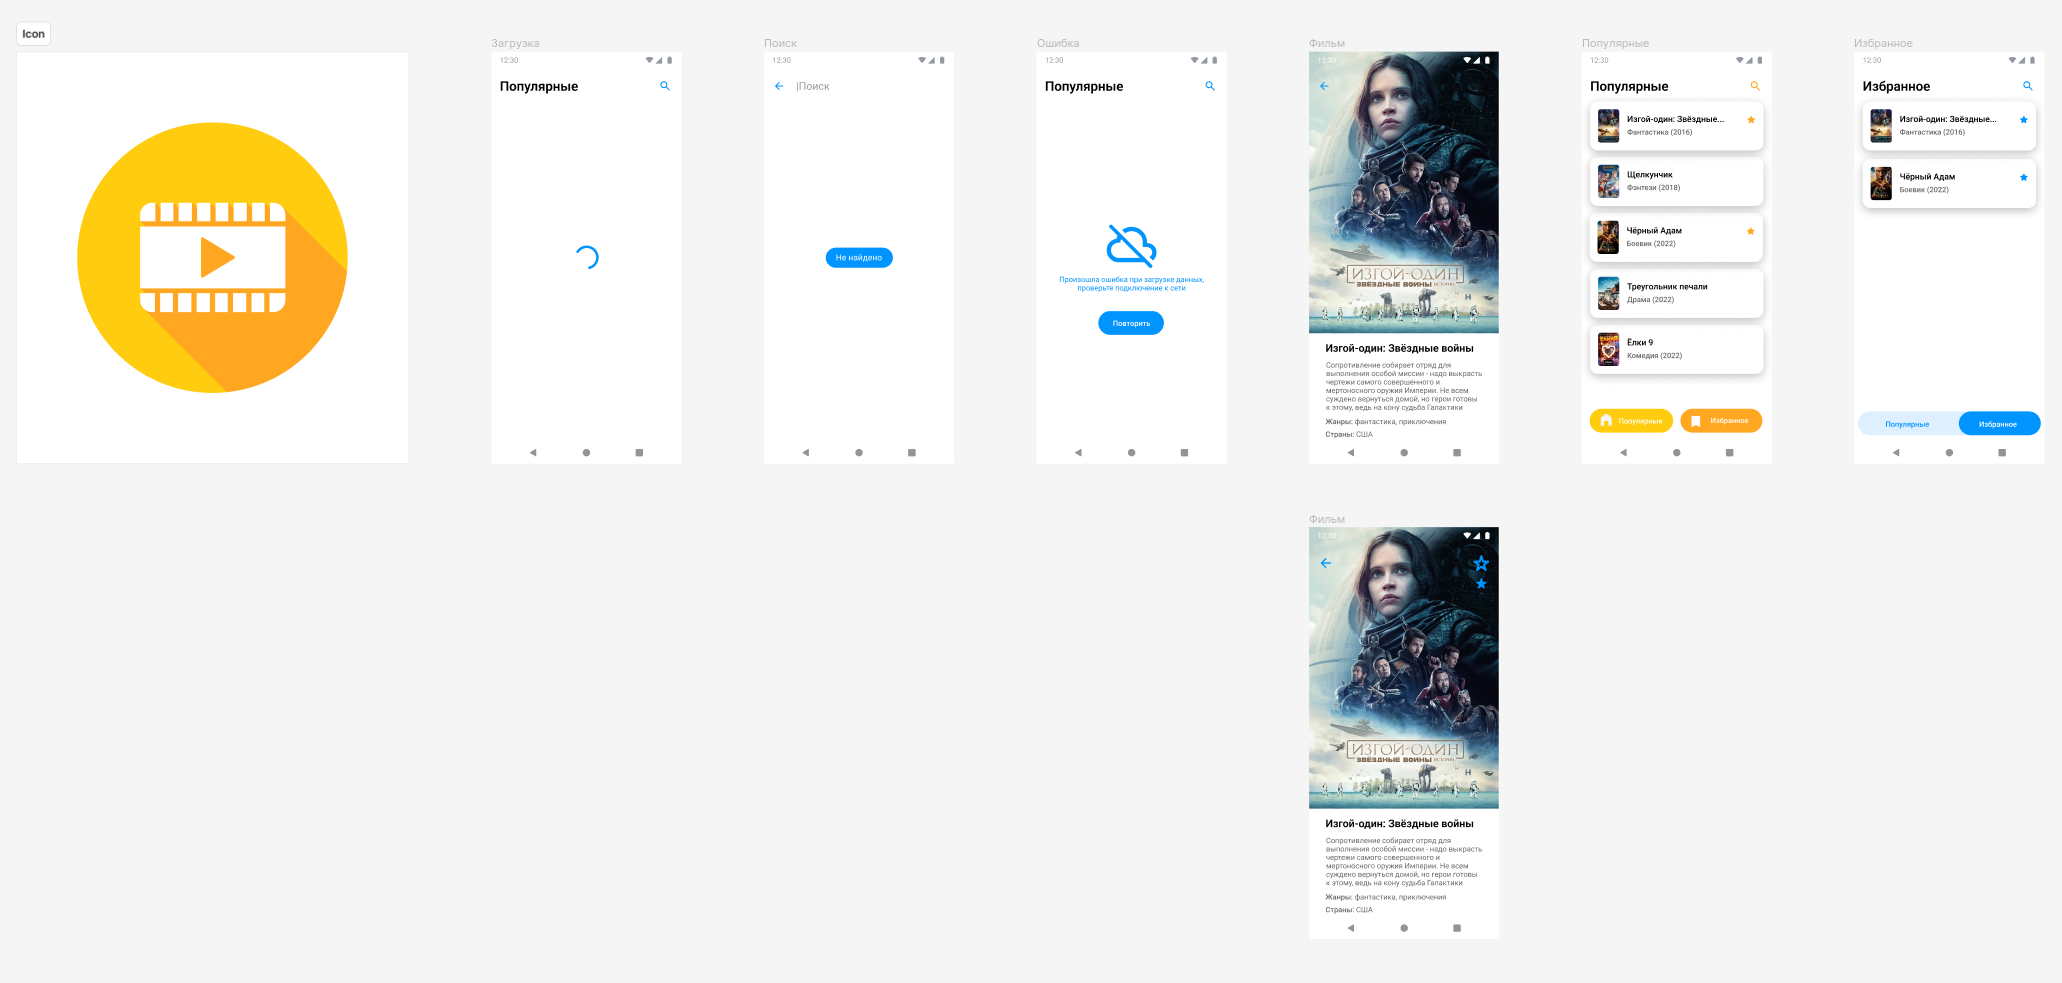 Icon
Загрузка
12:30
Популярные
Поиск
12:30
|Поиск
Не найдено
Ошибка
12:30
Популярные
Произошла ошибка при загрузке данных,
проверьте подключение к сети
Повторить
Фильм
12:30
ИЗГОЙ-ОДИН
ЗВЁЗДНЫЕ ВОЙНЫ ИСТОРИИ
Изгой-один: Звёздные войны
Сопротивление собирает отряд для
выполнения особой миссии - надо выкрасть
чертежи самого совершенного и
мертоносного оружия Империи. Не всем
суждено вернуться домой, но герои готовы
к этому, ведь на кону судьба Галактики
Жанры: фантастика, приключения
Страны: США
Популярные
12:30
Популярные
Изгой-один: Звёздные...
Фантастика (2016)
Щелкунчик
Фэнтези (2018)
Чёрный Адам
Боевик (2022)
Треугольник печали
Драма (2022)
Ёлки 9
Комедия (2022)
Популярные
Избранное
Избранное
12:30
Избранное
Изгой-один: Звёздные...
Фантастика (2016)
Чёрный Адам
Боевик (2022)
Популярные
Избранное
Фильм
12:30
ИЗГОЙ-ОДИН
ЗВЁЗДНЫЕ ВОЙНЫ ИСТОРИИ
Изгой-один: Звёздные войны
Сопротивление собирает отряд для
выполнения особой миссии - надо выкрасть
чертежи самого совершенного и
мертоносного оружия Империи. Не всем
суждено вернуться домой, но герои готовы
к этому, ведь на кону судьба Галактики
Жанры: фантастика, приключения
Страны: США